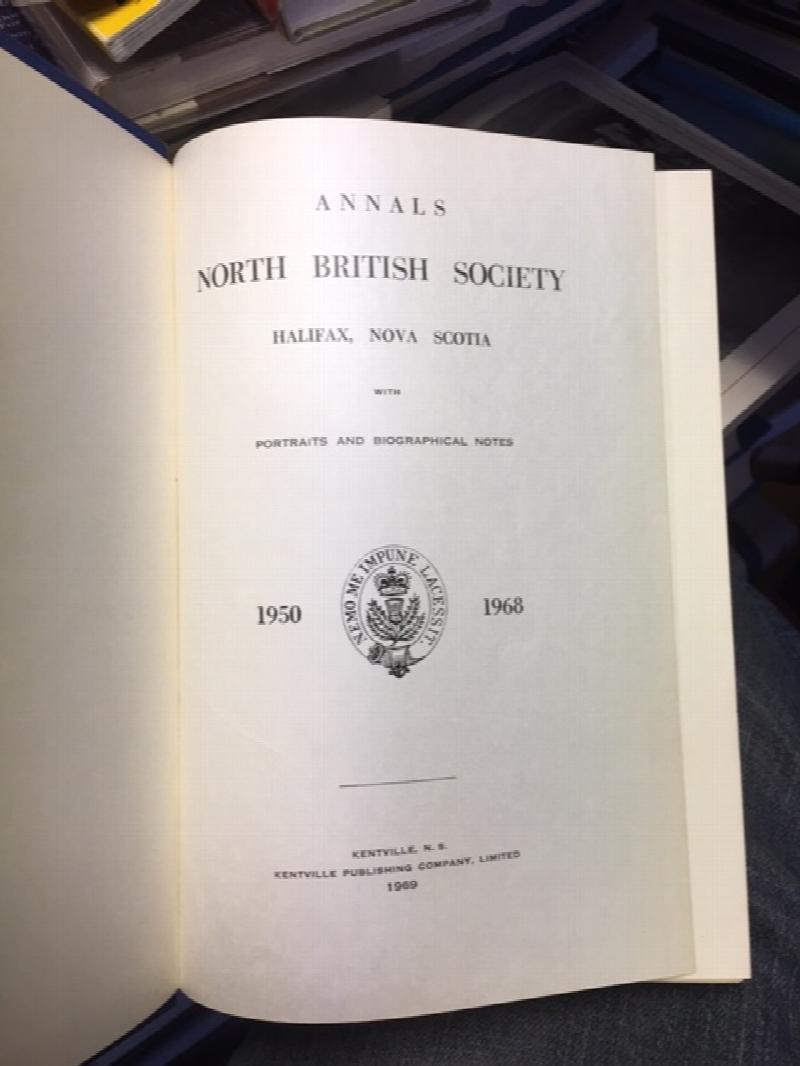 ANNALS
NORTH BRITISH SOCIETY
HALIFAX, NOVA SCOTIA
WITH
PORTRAITS AND BIOGRAPHICAL NOTES
1950
NEMO ME IMPUNE LACESSIT.
1968
KENTVILLE, N. S.
KENTVILLE PUBLISHING COMPANY, LIMITED
1969